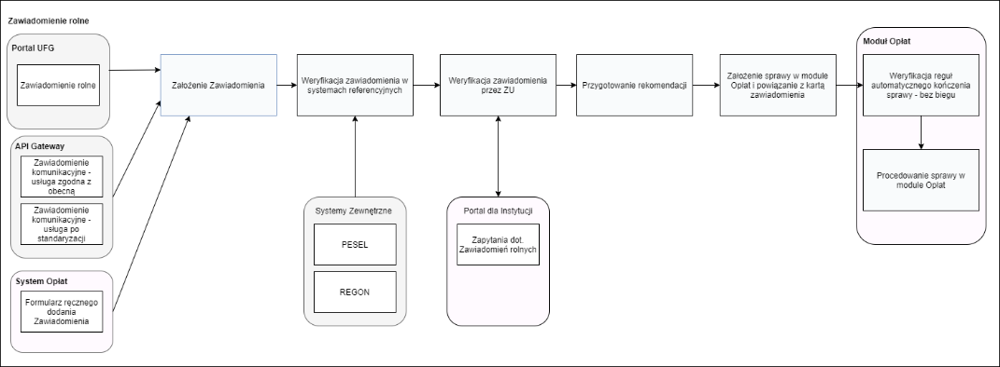 Zawiadomienie rolne
Portal UFG
Zawiadomienie rolne
API Gateway
Zawiadomienie
komunikacyjne -
usługa zgodna z
obecną
Zawiadomienie
komunikacyjne -
usługa po
standaryzacji
System Opłat
Formularz ręcznego
dodania
Zawiadomienia
Założenie Zawiadomienia
Weryfikacja zawiadomienia w
systemach referencyjnych
Systemy Zewnętrzne
PESEL
REGON
Weryfikacja zawiadomienia
przez ZU
Portal dla Instytucji
Zapytania dot.
Zawiadomień rolnych
Przygotowanie rekomendacji
Założenie sprawy w module
Opłat i powiązanie z kartą
zawiadomienia
Moduł Opłat
Weryfikacja reguł
automatycznego kończenia
sprawy - bez biegu
Procedowanie sprawy w
module Opłat